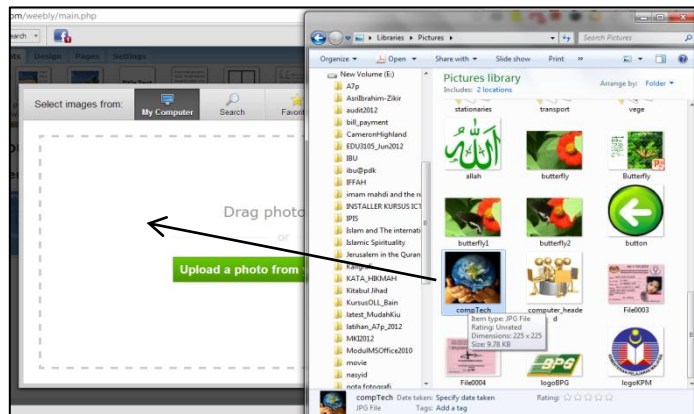 om/weebly/main.php
earch
Design Pages Settings
Select images from:
My Computer
Search
Favorit
Drag photo
or
Upload a photo from y
Libraries ▸ Pictures ▸
Search Pictures
Organize
Open
Share with
Slide show
Print
»
New Volume (E:)
A7p
AsriIbrahim-Zikir
audit2012
bill_payment
CameronHighland
EDU3105_Jun2012
IBU
ibu@pdk
IFFAH
imam mahdi and the re
INSTALLER KURSUS ICT
IPIS
Islam and The internati
Islamic Spirituality
Jerusalem in the Quran
Kaligrafi
KATA_HIKMAH
Kitabul Jihad
KursusOLL_Bain
latest_MudahKiu
latihan_A7p_2012
MKI2012
ModulMSOffice2010
movie
nasyid
nota fotografi
Pictures library
Includes: 2 locations
Arrange by: Folder
stationaries
transport
vege
الله
allah
butterfly
Butterfly
butterfly1
butterfly2
button
compTech
computer_heade
d
File0003
Item type: JPG File
Rating: Unrated
Dimensions: 225 x 225
Size: 9.78 KB
File0004
BPG
logoBPG
logoKPM
compTech Date taken: Specify date taken
Rating: ☆☆☆☆☆
JPG File
Tags: Add a tag